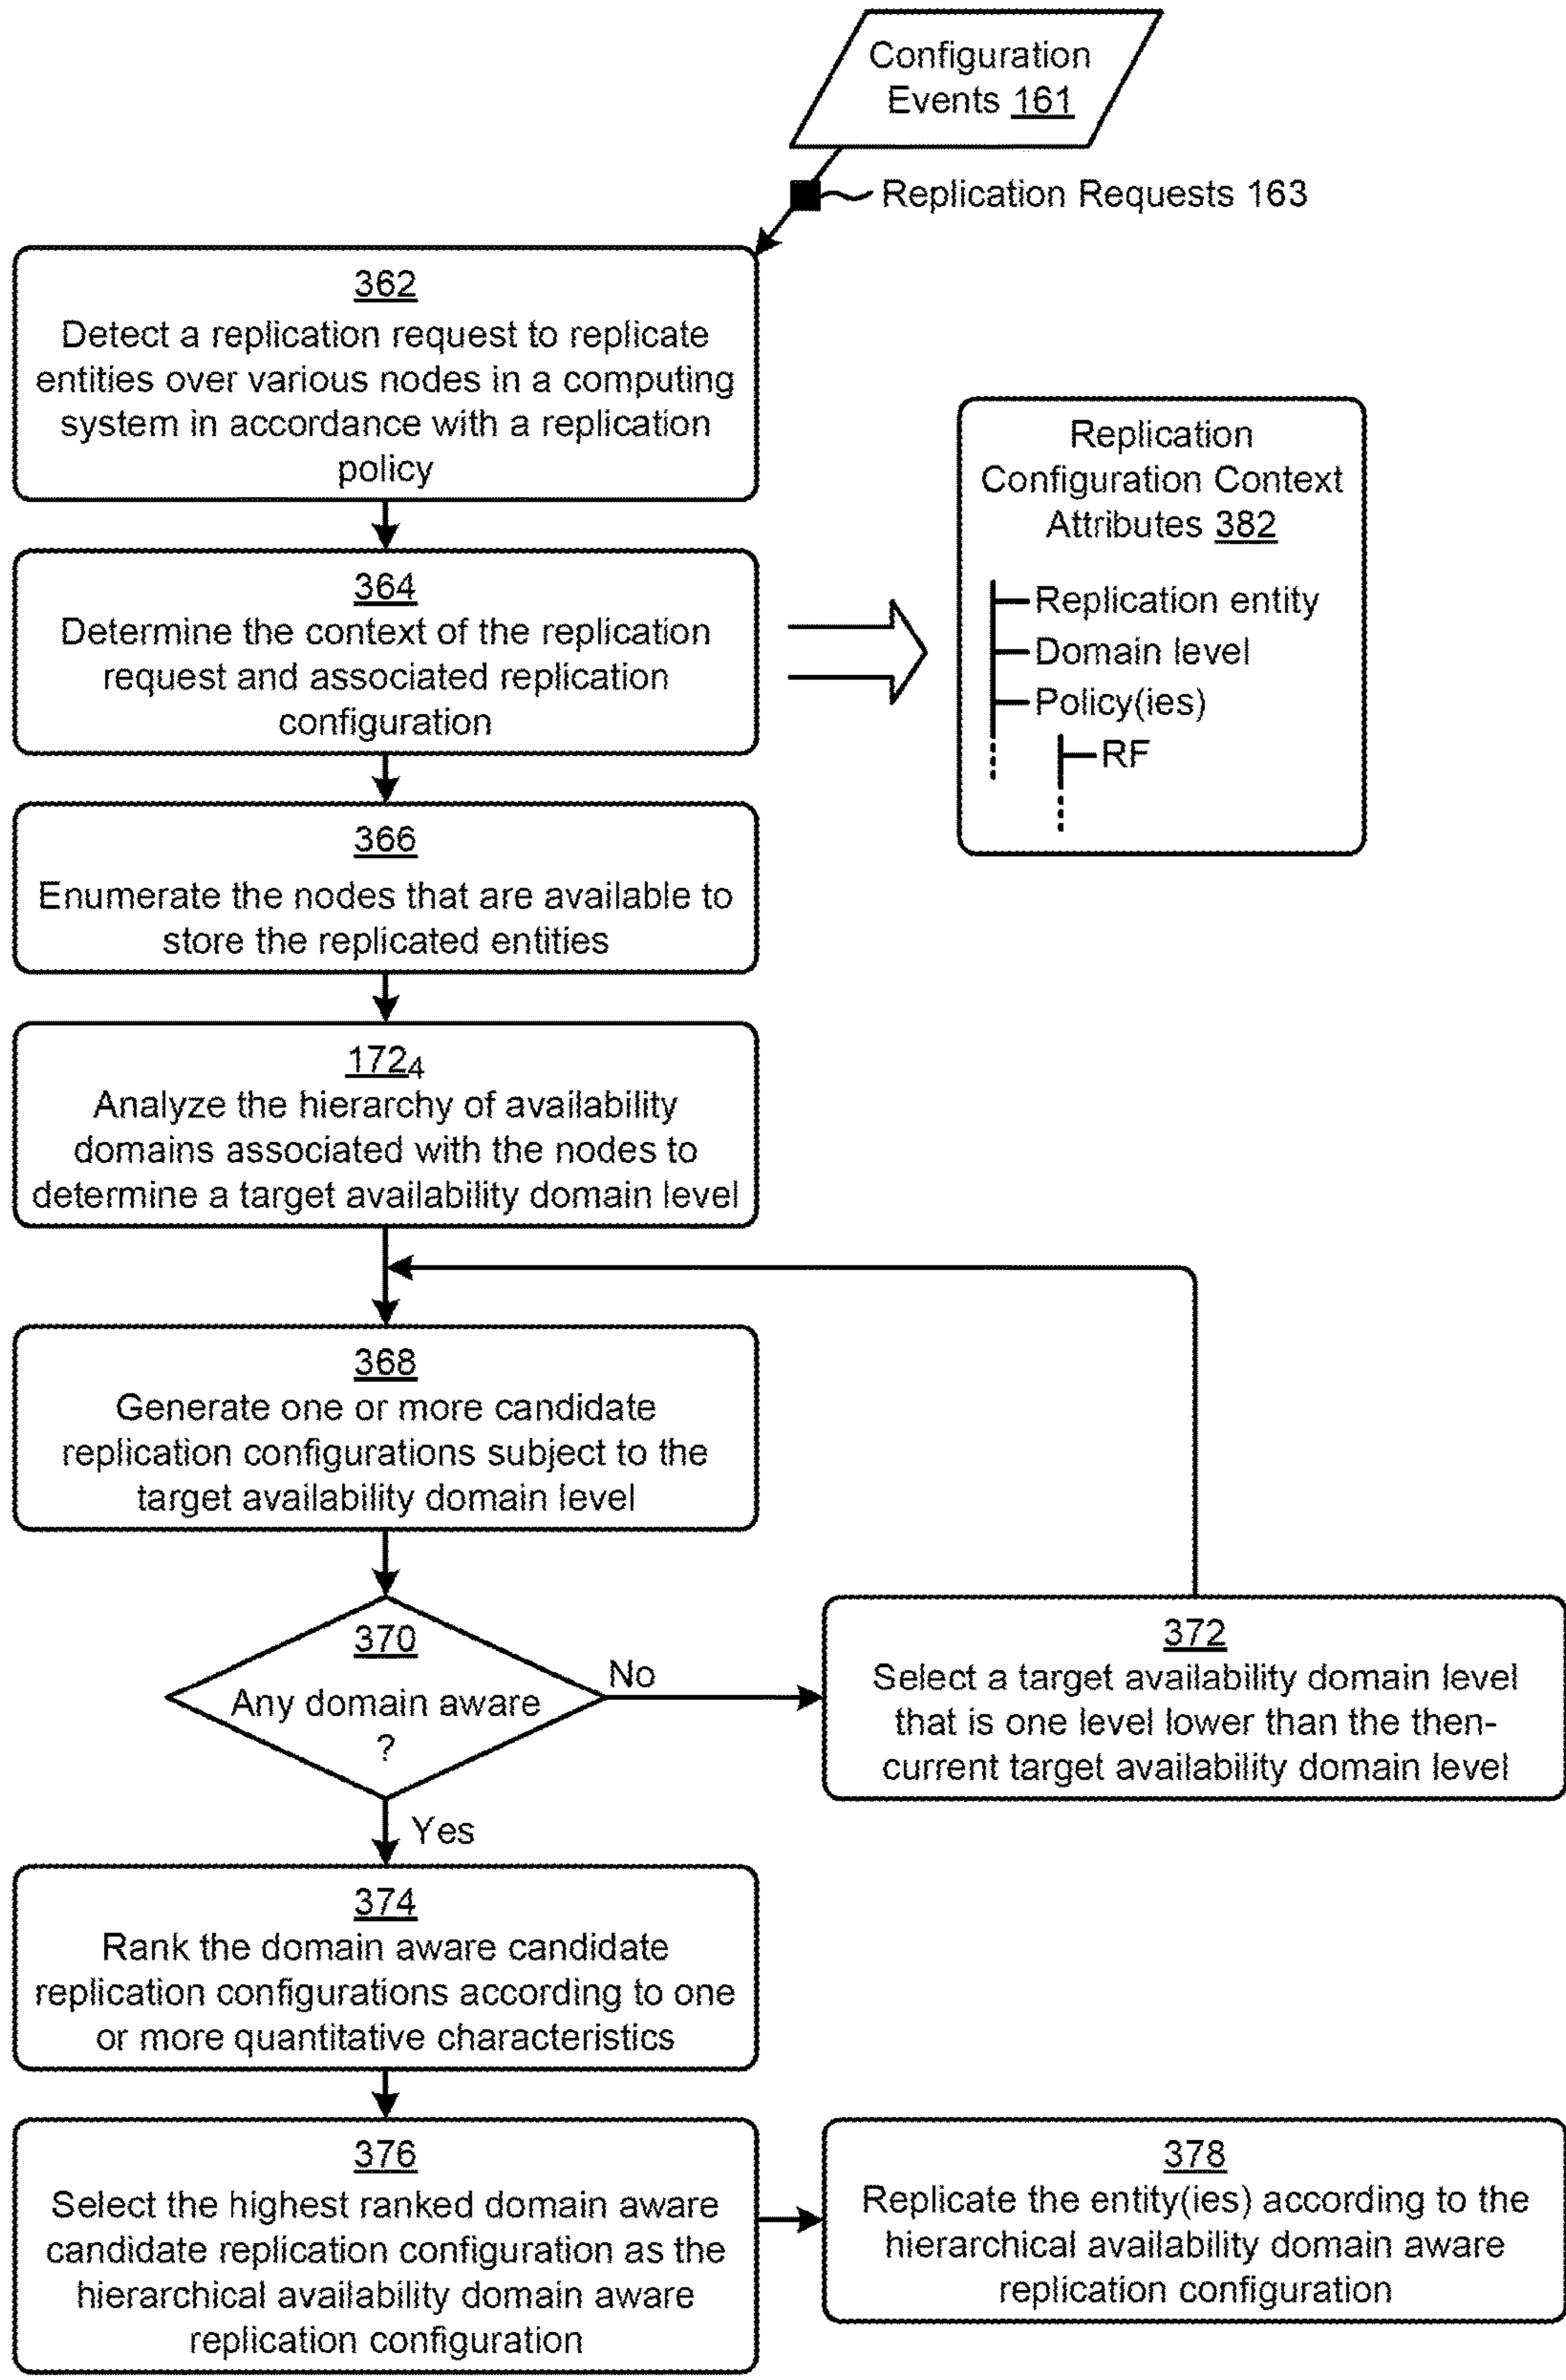 Configuration
Events 161
Replication Requests 163
362
Detect a replication request to replicate
entities over various nodes in a computing
system in accordance with a replication
policy
364
Determine the context of the replication
request and associated replication
configuration
Replication
Configuration Context
Attributes 382
Replication entity
Domain level
Policy(ies)
RF
366
Enumerate the nodes that are available to
store the replicated entities
172₄
Analyze the hierarchy of availability
domains associated with the nodes to
determine a target availability domain level
368
Generate one or more candidate
replication configurations subject to the
target availability domain level
370
Any domain aware
?
No
Yes
372
Select a target availability domain level
that is one level lower than the then-
current target availability domain level
374
Rank the domain aware candidate
replication configurations according to one
or more quantitative characteristics
376
Select the highest ranked domain aware
candidate replication configuration as the
hierarchical availability domain aware
replication configuration
378
Replicate the entity(ies) according to the
hierarchical availability domain aware
replication configuration